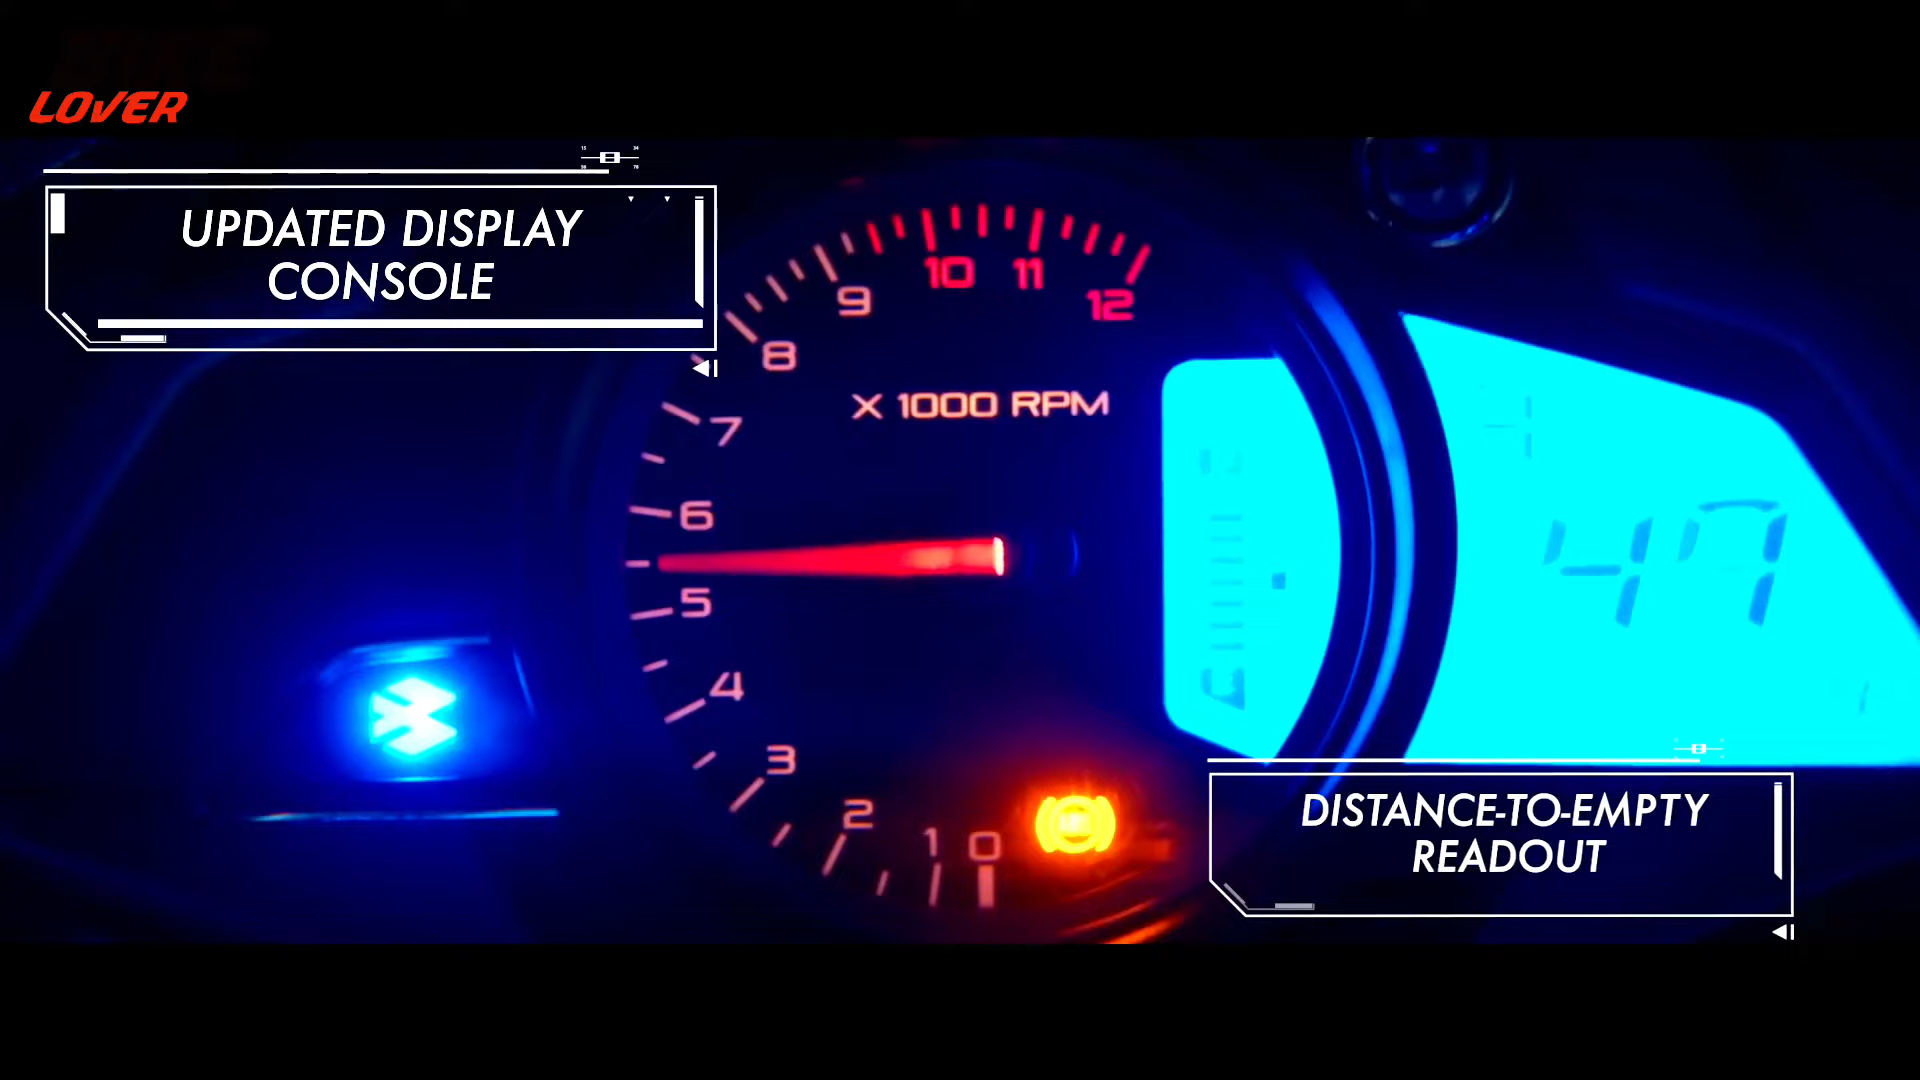 LOVER
UPDATED DISPLAY
CONSOLE
10 11
9 12
8
X 1000 RPM
7
6
47
5
4
3
2
1 0
DISTANCE-TO-EMPTY
READOUT